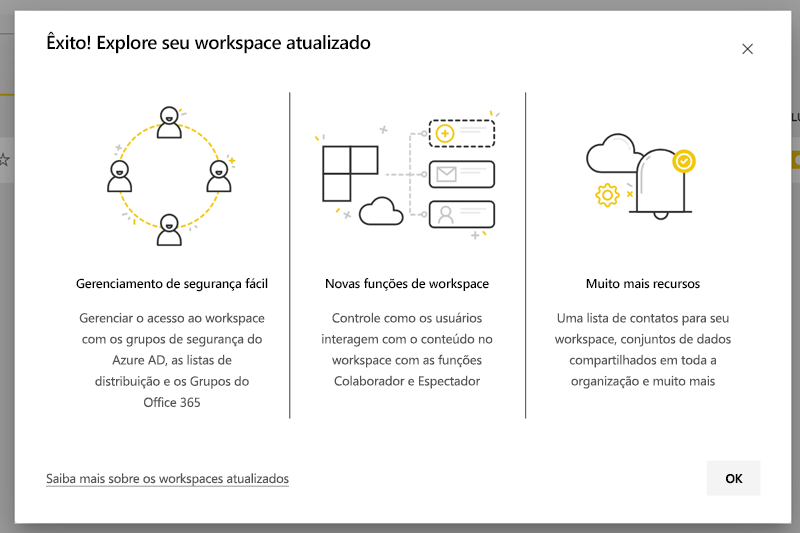 Êxito! Explore seu workspace atualizado
Gerenciamento de segurança fácil
Gerenciar o acesso ao workspace
com os grupos de segurança do
Azure AD, as listas de
distribuição e os Grupos do
Office 365
Novas funções de workspace
Controle como os usuários
interagem com o conteúdo no
workspace com as funções
Colaborador e Espectador
Muito mais recursos
Uma lista de contatos para seu
workspace, conjuntos de dados
compartilhados em toda a
organização e muito mais
Saiba mais sobre os workspaces atualizados
OK